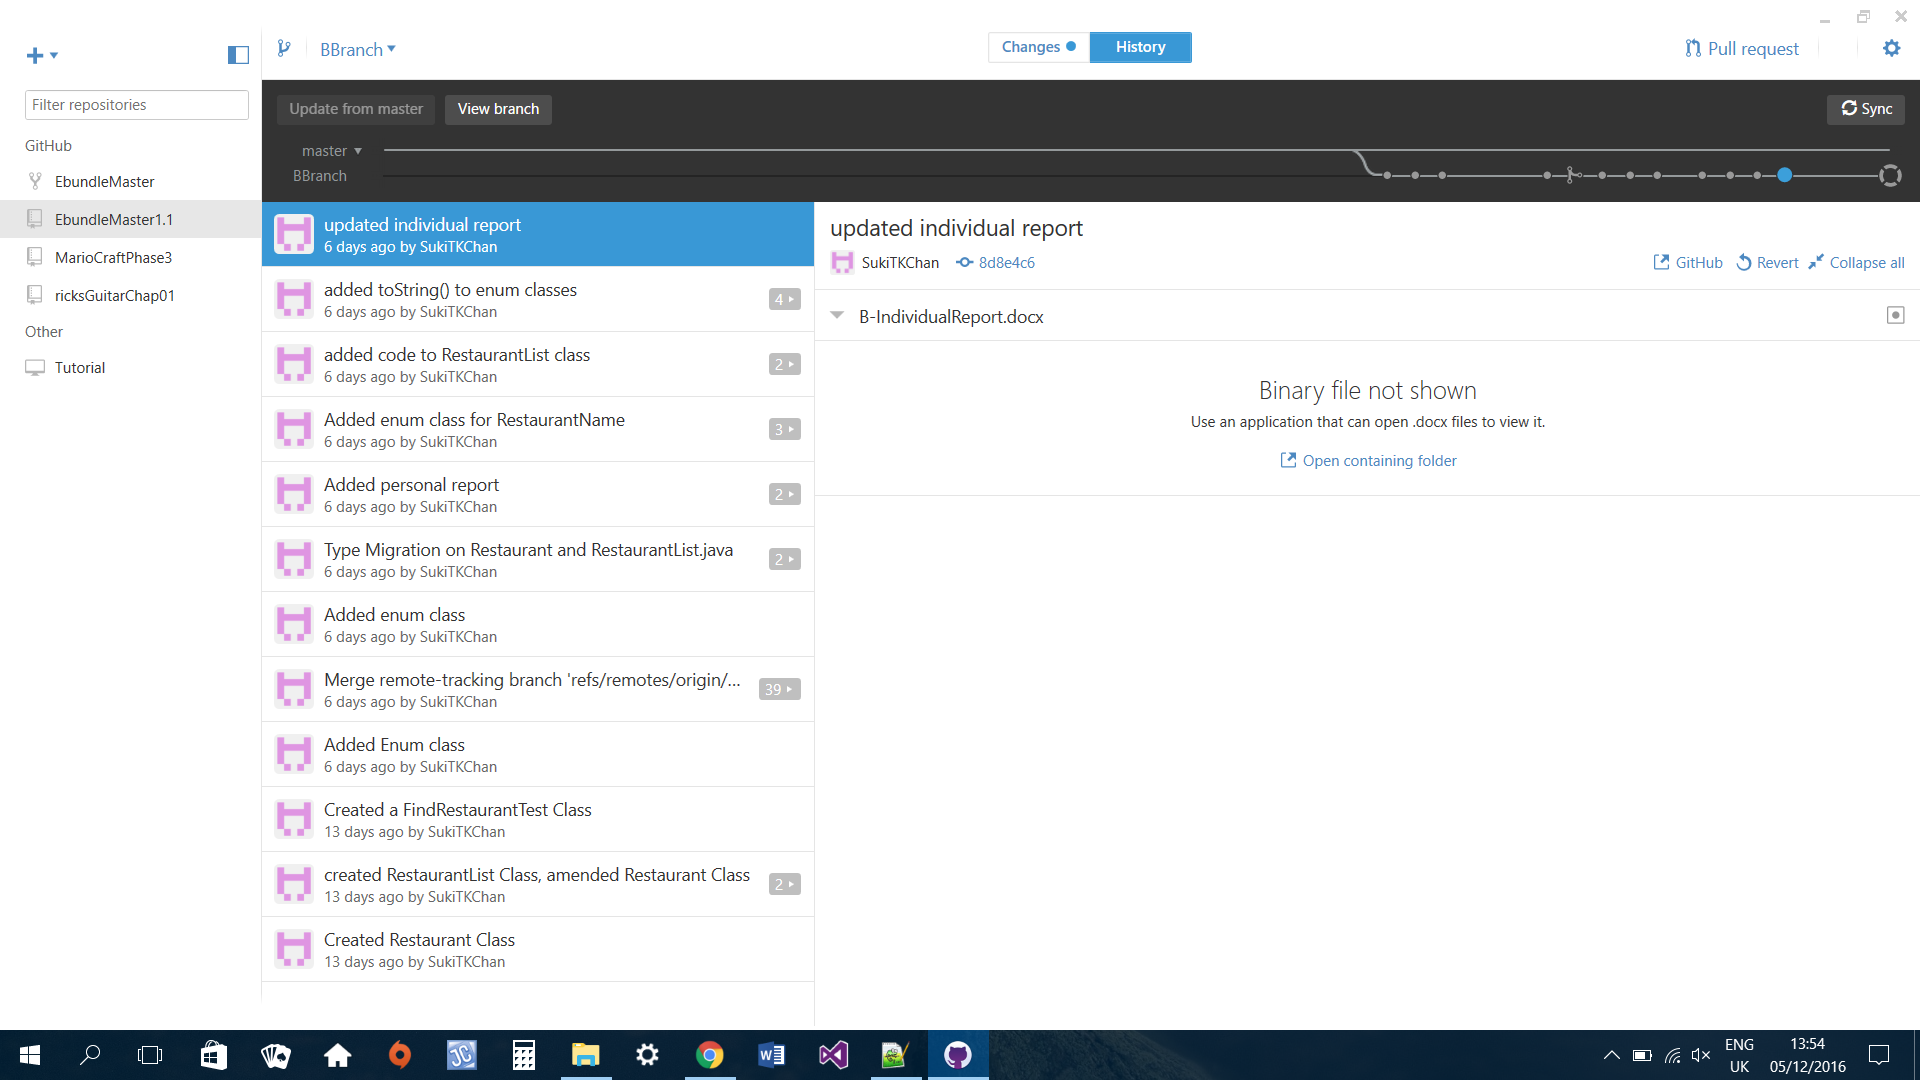 BBranch
Changes
History
Pull request
Filter repositories
GitHub
EbundleMaster
EbundleMaster1.1
MarioCraftPhase3
ricksGuitarChap01
Other
Tutorial
Update from master
View branch
Sync
master
BBranch
updated individual report
6 days ago by SukiTKChan
added toString() to enum classes
6 days ago by SukiTKChan
4
added code to RestaurantList class
6 days ago by SukiTKChan
2
Added enum class for RestaurantName
6 days ago by SukiTKChan
3
Added personal report
6 days ago by SukiTKChan
2
Type Migration on Restaurant and RestaurantList.java
6 days ago by SukiTKChan
2
Added enum class
6 days ago by SukiTKChan
Merge remote-tracking branch 'refs/remotes/origin/...
6 days ago by SukiTKChan
39
Added Enum class
6 days ago by SukiTKChan
Created a FindRestaurantTest Class
13 days ago by SukiTKChan
created RestaurantList Class, amended Restaurant Class
13 days ago by SukiTKChan
2
Created Restaurant Class
13 days ago by SukiTKChan
updated individual report
SukiTKChan 8d8e4c6
GitHub Revert Collapse all
B-IndividualReport.docx
Binary file not shown
Use an application that can open .docx files to view it.
Open containing folder
JC
ENG
UK
13:54
05/12/2016